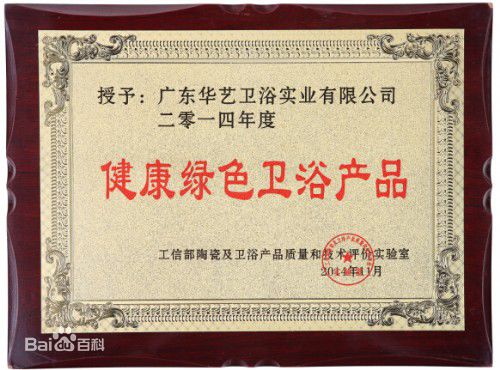 授予：广东华艺卫浴实业有限公司
二零一四年度
健康绿色卫浴产品
工信部陶瓷及卫浴产品质量和技术评价实验室
2014年11月
Bai du 百科